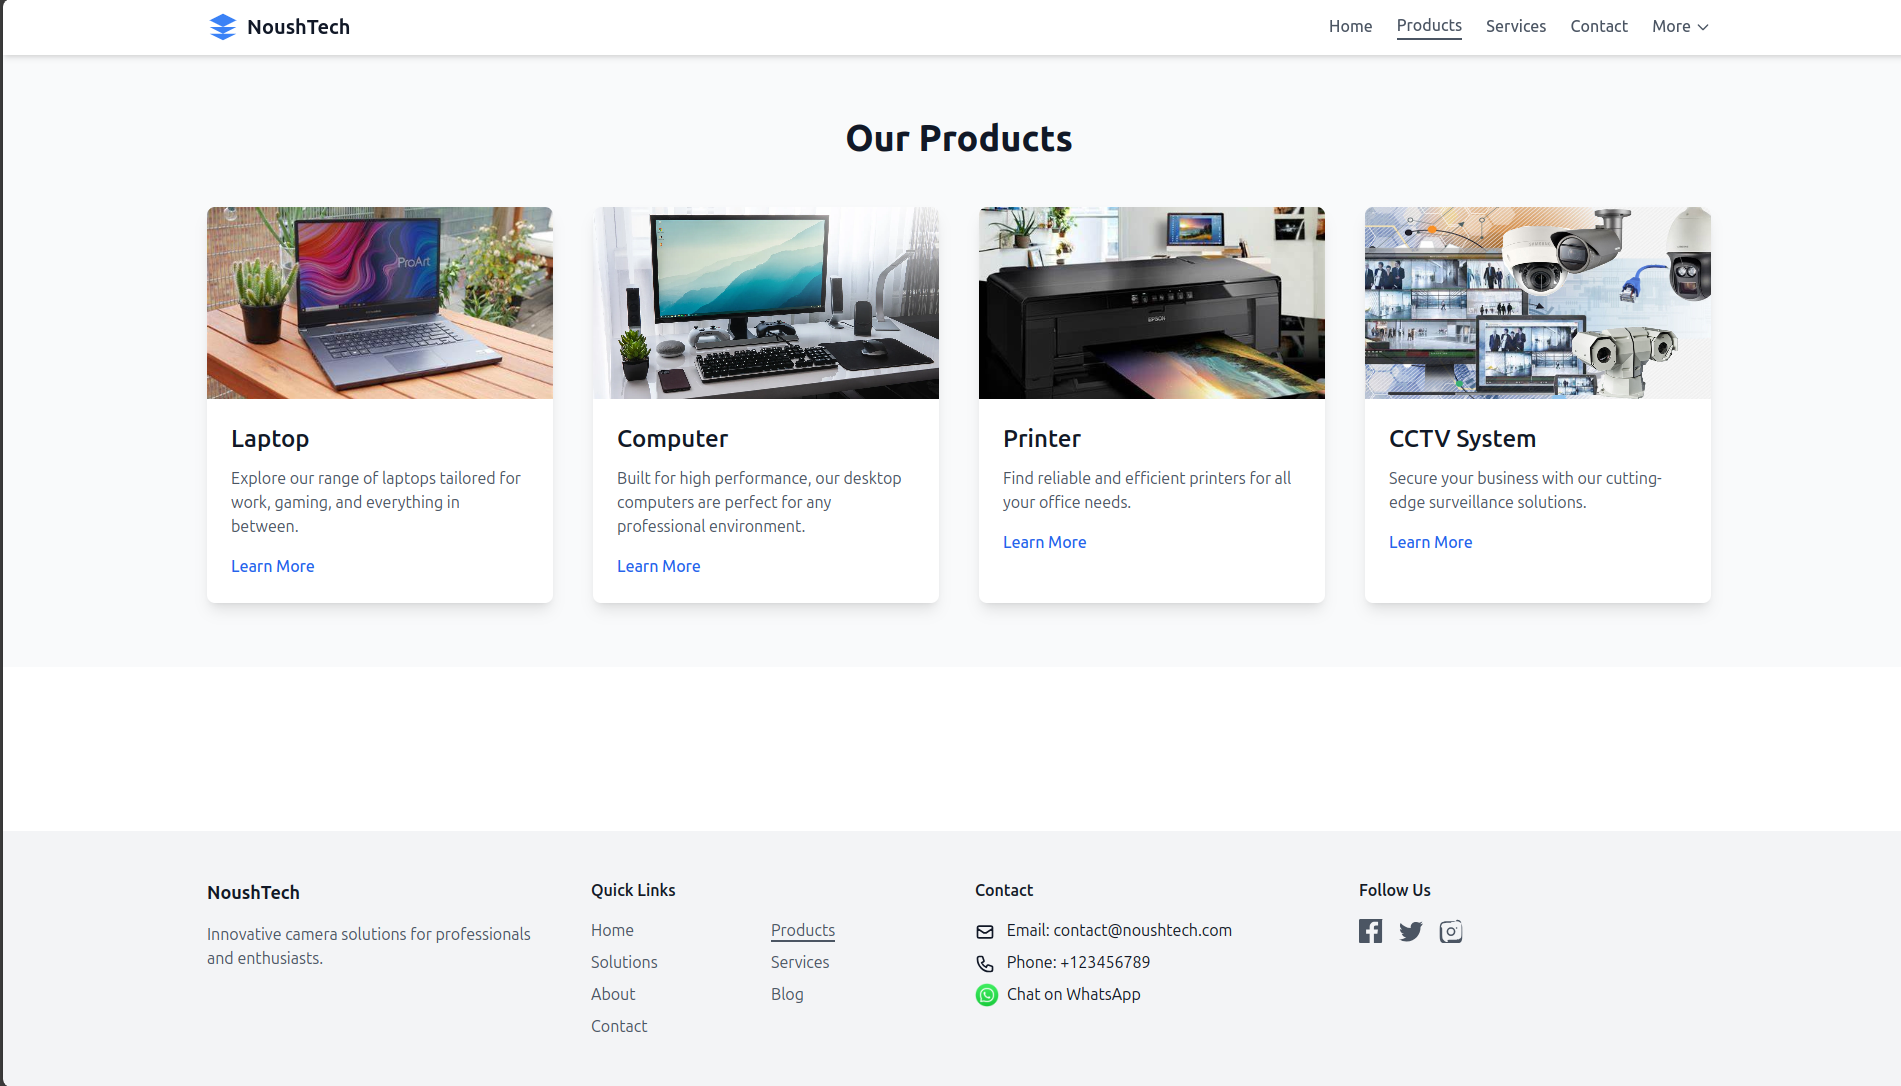 NoushTech
Home Products Services Contact More
Our Products
ProArt
EPSON
Laptop
Explore our range of laptops tailored for
work, gaming, and everything in
between.
Learn More
Computer
Built for high performance, our desktop
computers are perfect for any
professional environment.
Learn More
Printer
Find reliable and efficient printers for all
your office needs.
Learn More
CCTV System
Secure your business with our cutting-
edge surveillance solutions.
Learn More
NoushTech
Innovative camera solutions for professionals
and enthusiasts.
Quick Links
Home Products
Solutions Services
About Blog
Contact
Contact
Email: contact@noushtech.com
Phone: +123456789
Chat on WhatsApp
Follow Us